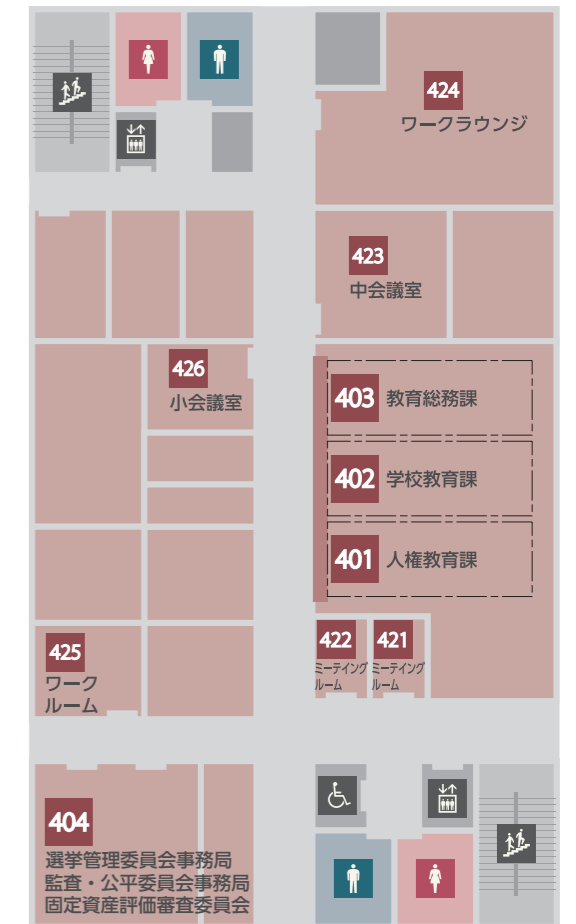 424
ワークラウンジ
423
中会議室
426
小会議室
403 教育総務課
402 学校教育課
401 人権教育課
422
ミーテイング
ルーム
421
ミーテイング
ルーム
425
ワーク
ルーム
404
選挙管理委員会事務局
監査・公平委員会事務局
固定資産評価審査委員会